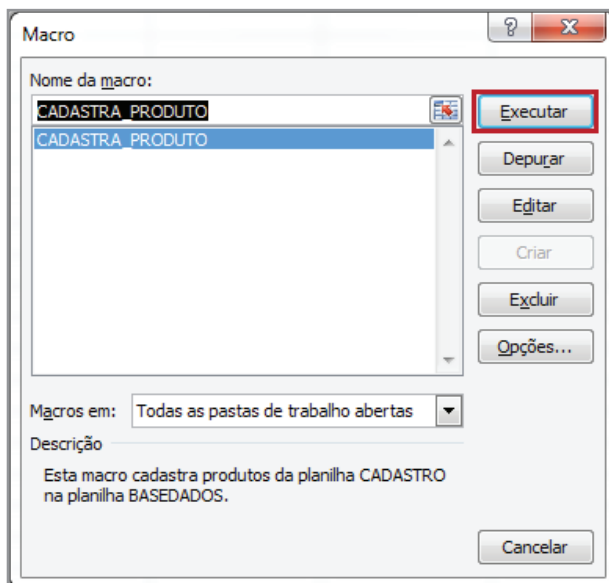 Macro
Nome da macro:
CADASTRA_PRODUTO
CADASTRA_PRODUTO
Executar
Depurar
Editar
Criar
Excluir
Opções...
Macros em: Todas as pastas de trabalho abertas
Descrição
Esta macro cadastra produtos da planilha CADASTRO
na planilha BASEDADOS.
Cancelar